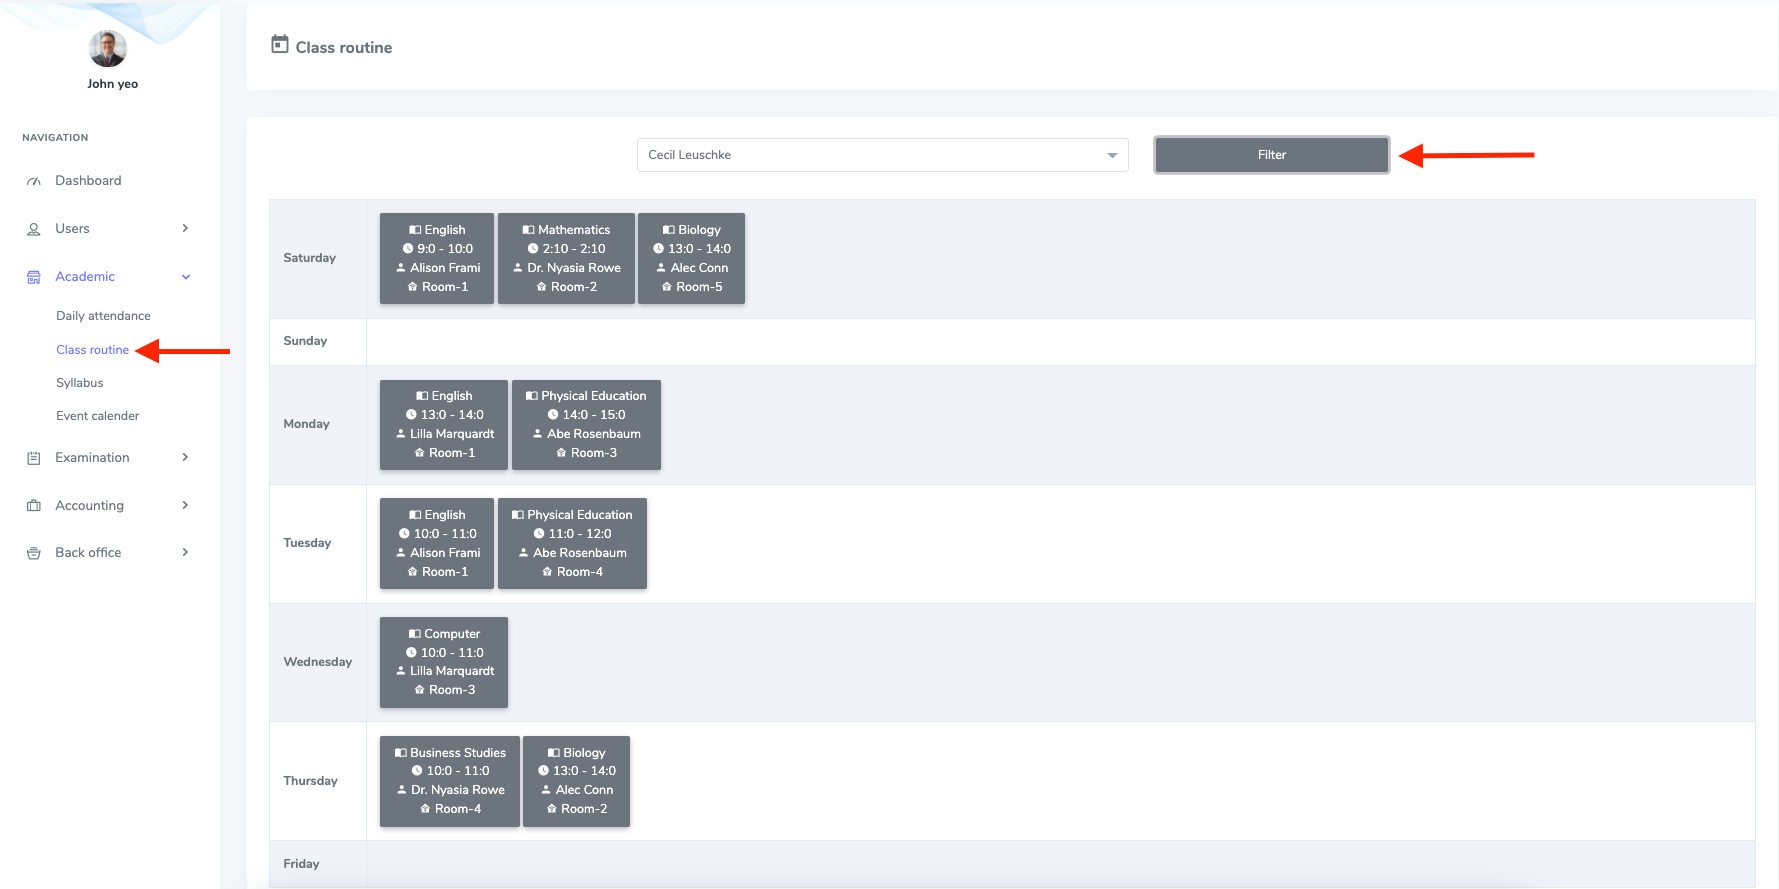 John yeo
NAVIGATION
Dashboard
Users
Academic
Daily attendance
Class routine
Syllabus
Event calender
Examination
Accounting
Back office
Class routine
Cecil Leuschke
Filter
Saturday
English
9:0 - 10:0
Alison Frami
Room-1
Mathematics
2:10 - 2:10
Dr. Nyasia Rowe
Room-2
Biology
13:0 - 14:0
Alec Conn
Room-5
Sunday
Monday
English
13:0 - 14:0
Lilla Marquardt
Room-1
Physical Education
14:0 - 15:0
Abe Rosenbaum
Room-3
Tuesday
English
10:0 - 11:0
Alison Frami
Room-1
Physical Education
11:0 - 12:0
Abe Rosenbaum
Room-4
Wednesday
Computer
10:0 - 11:0
Lilla Marquardt
Room-3
Thursday
Business Studies
10:0 - 11:0
Dr. Nyasia Rowe
Room-4
Biology
13:0 - 14:0
Alec Conn
Room-2
Friday